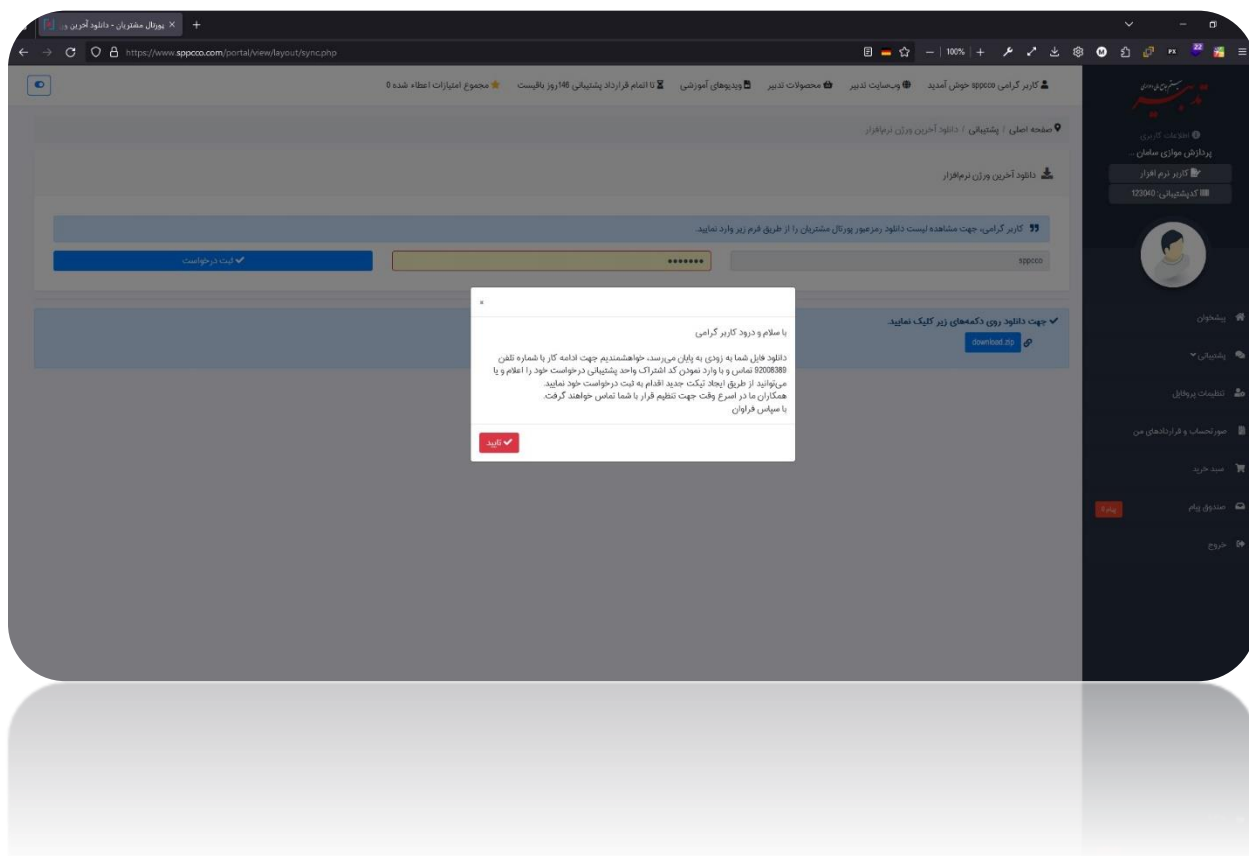 پورتال مشتریان - دانلود آخرین ور
https://www.sppcco.com/portal/view/layout/sync.php
100%
22
کاربر گرامی sppcco خوش آمدید
وب‌سایت تدبیر
محصولات تدبیر
ویدیوهای آموزشی
تا اتمام قرارداد پشتیبانی 146روز باقیست
مجموع امتیازات اعطاء شده 0
تدبیر
اطلاعات کاربری
پردازش موازی سامان ...
کاربر نرم افزار
کدپشتیبانی: 122040
صفحه اصلی / پشتیبانی / دانلود آخرین ورژن نرم‌افزار
دانلود آخرین ورژن نرم‌افزار
کاربر گرامی، جهت مشاهده لیست دانلود رمزعبور پورتال مشتریان را از طریق فرم زیر وارد نمایید.
sppcco
ثبت درخواست
جهت دانلود روی دکمه‌های زیر کلیک نمایید.
download.zip
با سلام و درود کاربر گرامی
دانلود فایل شما به زودی به پایان می‌رسد، خواهشمندیم جهت ادامه کار با شماره تلفن
92008389 تماس و با وارد نمودن کد اشتراک واحد پشتیبانی درخواست خود را اعلام و یا
می‌توانید از طریق ایجاد تیکت جدید اقدام به ثبت درخواست خود نمایید.
همکاران ما در اسرع وقت جهت تنظیم قرار با شما تماس خواهند گرفت.
با سپاس فراوان
تایید
پیشخوان
پشتیبانی
تنظیمات پروفایل
صورتحساب و قراردادهای من
سبد خرید
صندوق پیام
پیام 0
خروج